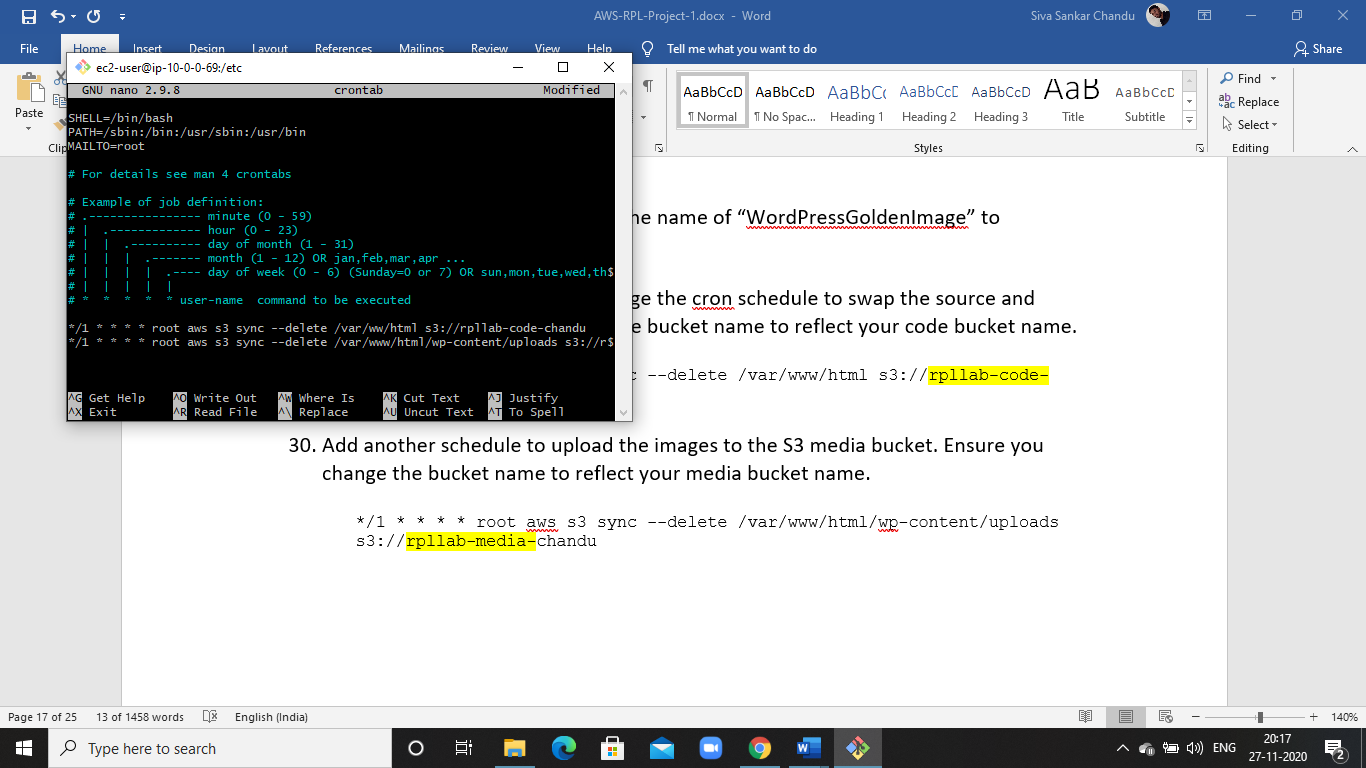 AWS-RPL-Project-1.docx - Word
Siva Sankar Chandu
File Home Insert Design Layout References Mailings Review View Help Tell me what you want to do Share
ec2-user@ip-10-0-0-69:/etc
GNU nano 2.9.8 crontab Modified
SHELL=/bin/bash
PATH=/sbin:/bin:/usr/sbin:/usr/bin
MAILTO=root
# For details see man 4 crontabs
# Example of job definition:
# .---------------- minute (0 - 59)
# | .------------- hour (0 - 23)
# | | .---------- day of month (1 - 31)
# | | | .------- month (1 - 12) OR jan,feb,mar,apr ...
# | | | | .---- day of week (0 - 6) (Sunday=0 or 7) OR sun,mon,tue,wed,th$
# | | | | |
# * * * * * user-name command to be executed
*/1 * * * * root aws s3 sync --delete /var/ww/html s3://rpllab-code-chandu
*/1 * * * * root aws s3 sync --delete /var/www/html/wp-content/uploads s3://r$
^G Get Help ^O Write Out ^W Where Is ^K Cut Text ^J Justify
^X Exit ^R Read File ^\ Replace ^U Uncut Text ^T To Spell
Paste
AaBbCcD AaBbCcD AaBbC AaBbCcD AaBbCcD AaB AaBbCcD
¶ Normal ¶ No Spac... Heading 1 Heading 2 Heading 3 Title Subtitle
Styles
Find
Replace
Select
Editing
name of “WordPressGoldenImage” to
the cron schedule to swap the source and
bucket name to reflect your code bucket name.
--delete /var/www/html s3://rpllab-code-
30. Add another schedule to upload the images to the S3 media bucket. Ensure you
change the bucket name to reflect your media bucket name.
*/1 * * * * root aws s3 sync --delete /var/www/html/wp-content/uploads
s3://rpllab-media-chandu
Page 17 of 25 13 of 1458 words English (India) 140%
Type here to search
ENG
20:17
27-11-2020
2